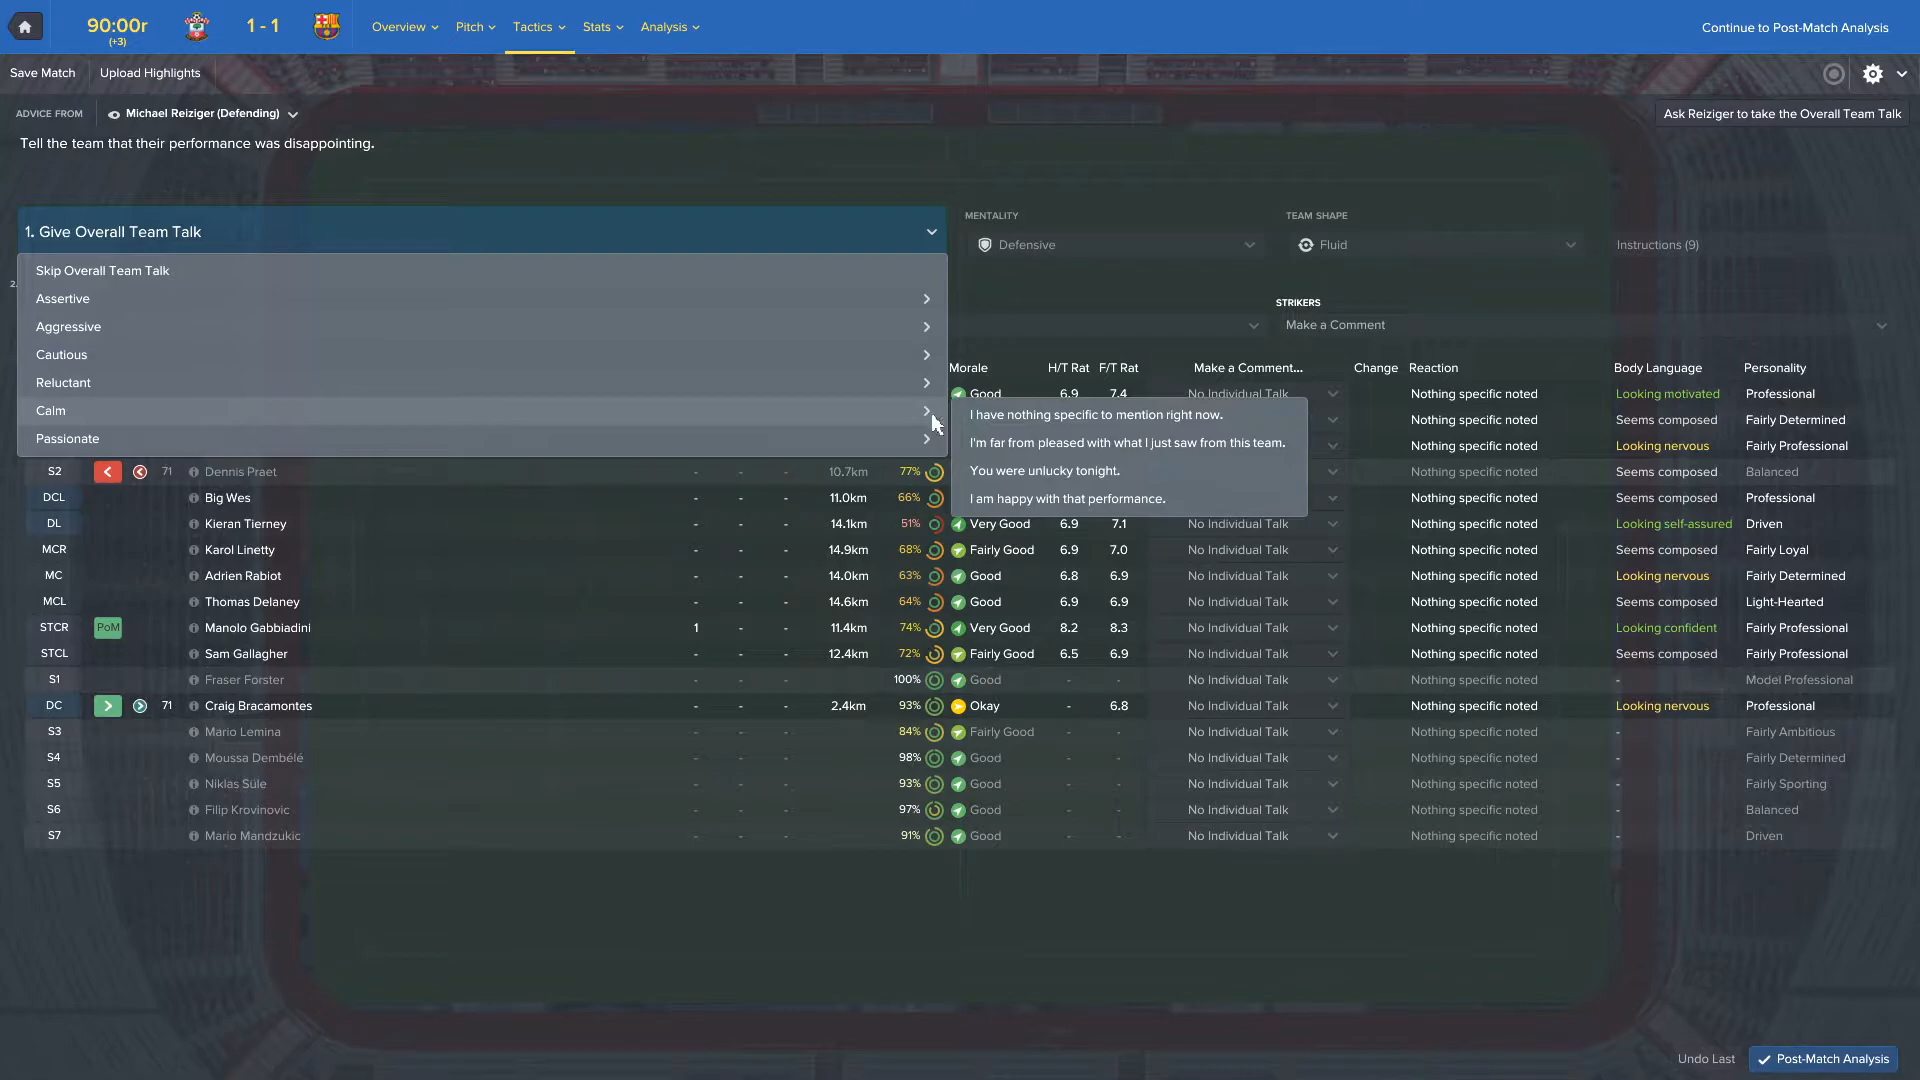 90:00r 1 - 1 Overview Pitch Tactics Stats Analysis Continue to Post-Match Analysis
(+3)
Save Match Upload Highlights
ADVICE FROM Michael Reiziger (Defending) Ask Reiziger to take the Overall Team Talk
Tell the team that their performance was disappointing.
MENTALITY TEAM SHAPE
1. Give Overall Team Talk Defensive Fluid Instructions (9)
Skip Overall Team Talk
2.
Assertive STRIKERS
Aggressive Make a Comment
Cautious
Morale H/T Rat F/T Rat Make a Comment... Change Reaction Body Language Personality
Reluctant
Good 6.9 7.4 No Individual Talk Nothing specific noted Looking motivated Professional
Calm I have nothing specific to mention right now. Nothing specific noted Seems composed Fairly Determined
Passionate I'm far from pleased with what I just saw from this team. Nothing specific noted Looking nervous Fairly Professional
S2 71 Dennis Praet - - - 10.7km 77% You were unlucky tonight. Nothing specific noted Seems composed Balanced
DCL Big Wes - - - 11.0km 66% I am happy with that performance. Nothing specific noted Seems composed Professional
DL Kieran Tierney - - - 14.1km 51% Very Good 6.9 7.1 No Individual Talk Nothing specific noted Looking self-assured Driven
MCR Karol Linetty - - - 14.9km 68% Fairly Good 6.9 7.0 No Individual Talk Nothing specific noted Seems composed Fairly Loyal
MC Adrien Rabiot - - - 14.0km 63% Good 6.8 6.9 No Individual Talk Nothing specific noted Looking nervous Fairly Determined
MCL Thomas Delaney - - - 14.6km 64% Good 6.9 6.9 No Individual Talk Nothing specific noted Seems composed Light-Hearted
STCR PoM Manolo Gabbiadini 1 - - 11.4km 74% Very Good 8.2 8.3 No Individual Talk Nothing specific noted Looking confident Fairly Professional
STCL Sam Gallagher - - - 12.4km 72% Fairly Good 6.5 6.9 No Individual Talk Nothing specific noted Seems composed Fairly Professional
S1 Fraser Forster - - - 100% Good - - No Individual Talk Nothing specific noted - Model Professional
DC 71 Craig Bracamontes - - - 2.4km 93% Okay - 6.8 No Individual Talk Nothing specific noted Looking nervous Professional
S3 Mario Lemina - - - 84% Fairly Good - - No Individual Talk Nothing specific noted - Fairly Ambitious
S4 Moussa Dembélé - - - 98% Good - - No Individual Talk Nothing specific noted - Fairly Determined
S5 Niklas Süle - - - 93% Good - - No Individual Talk Nothing specific noted - Fairly Sporting
S6 Filip Krovinovic - - - 97% Good - - No Individual Talk Nothing specific noted - Balanced
S7 Mario Mandzukic - - - 91% Good - - No Individual Talk Nothing specific noted - Driven
Undo Last Post-Match Analysis